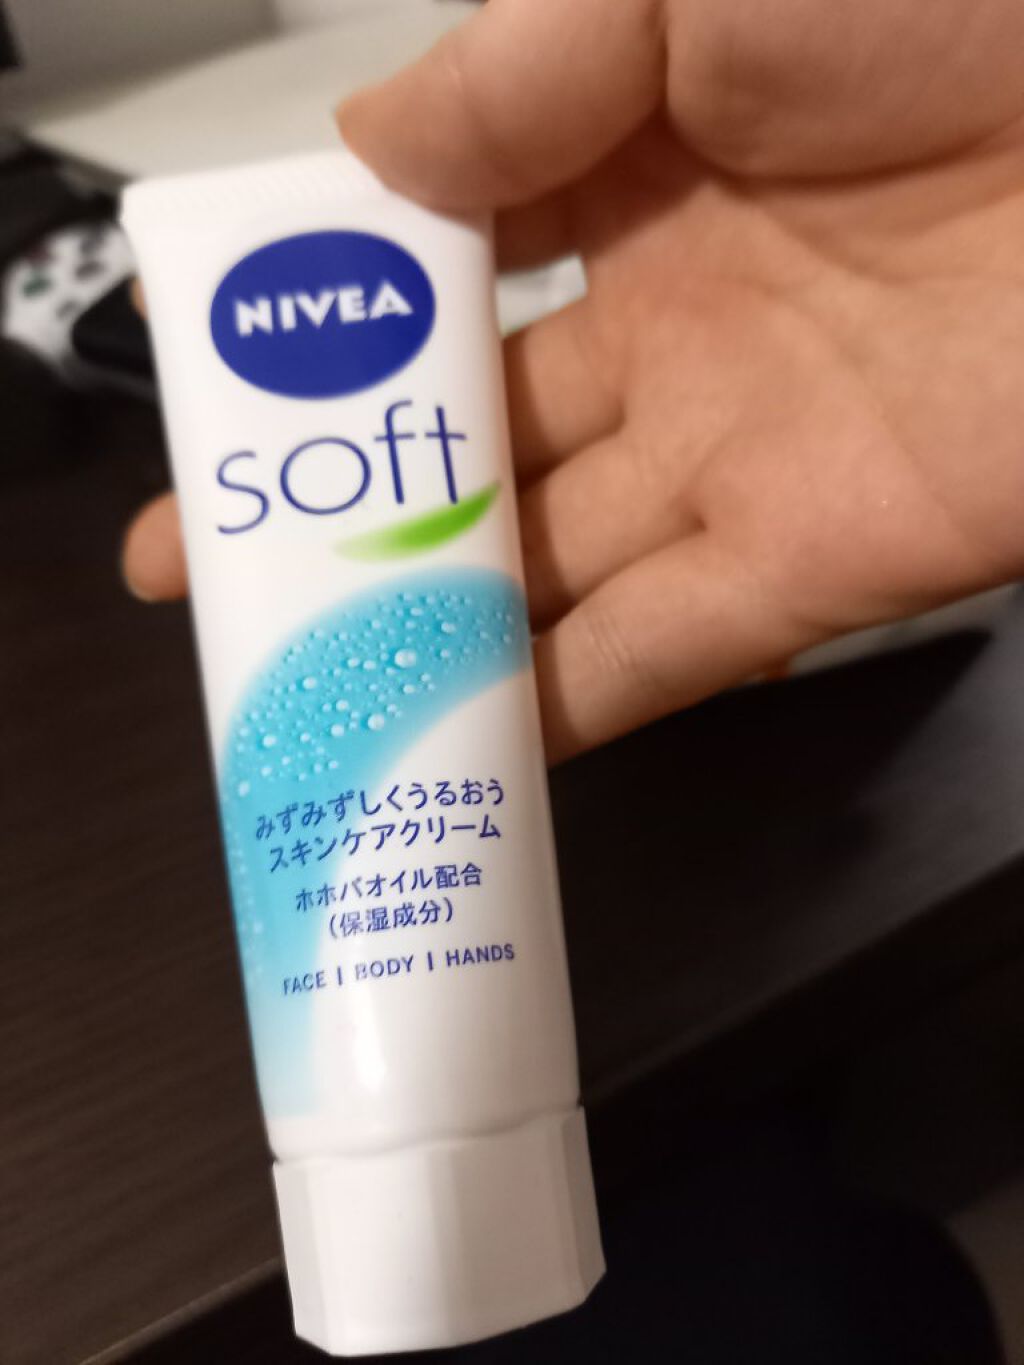 NIVEA
soft
みずみずしくうるおう
スキンケアクリーム
ホホバオイル配合
(保湿成分)
FACE | BODY | HANDS